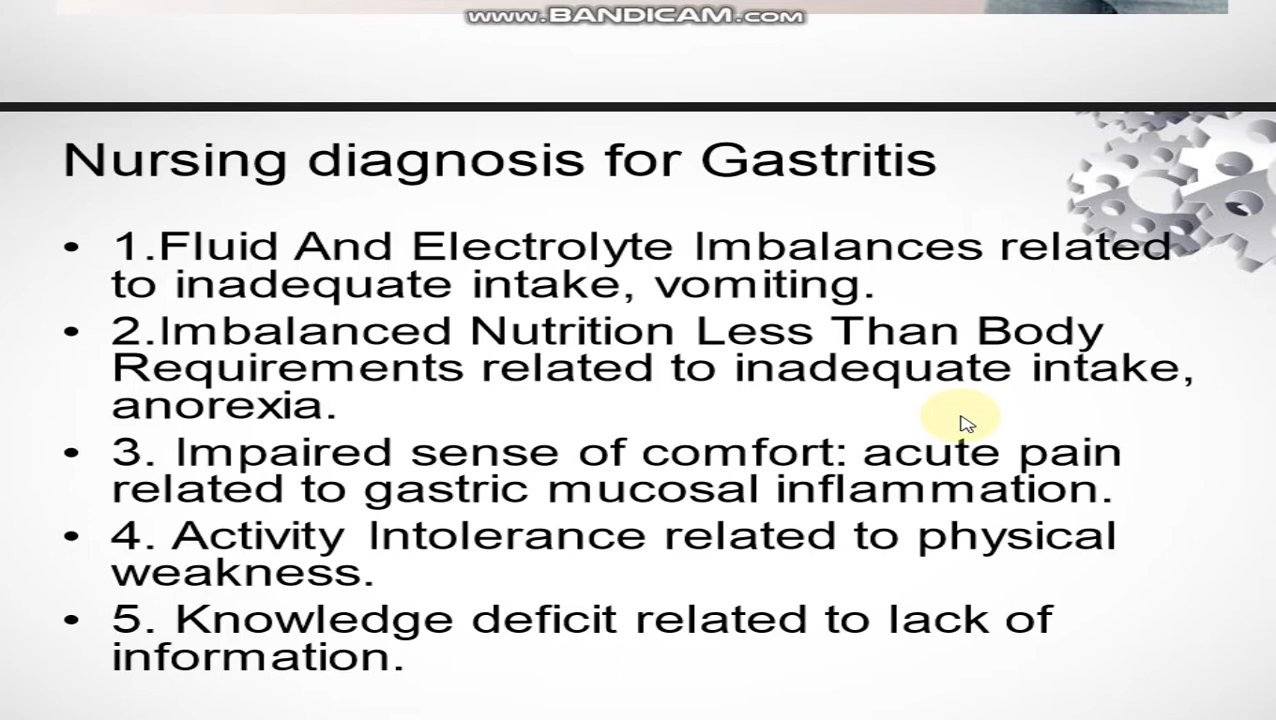 www.BANDICAM.com
Nursing diagnosis for Gastritis
• 1.Fluid And Electrolyte Imbalances related
to inadequate intake, vomiting.
• 2.Imbalanced Nutrition Less Than Body
Requirements related to inadequate intake,
anorexia.
• 3. Impaired sense of comfort: acute pain
related to gastric mucosal inflammation.
• 4. Activity Intolerance related to physical
weakness.
• 5. Knowledge deficit related to lack of
information.